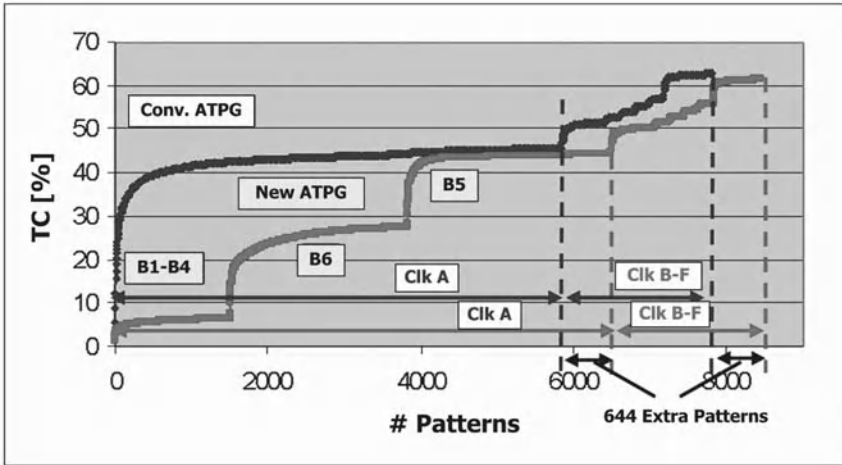 70
60
50
40
30
20
10
0
TC [%]
Conv. ATPG
New ATPG
B5
B1-B4
B6
Clk A
Clk B-F
Clk A
Clk B-F
0
2000
4000
6000
8000
# Patterns
644 Extra Patterns